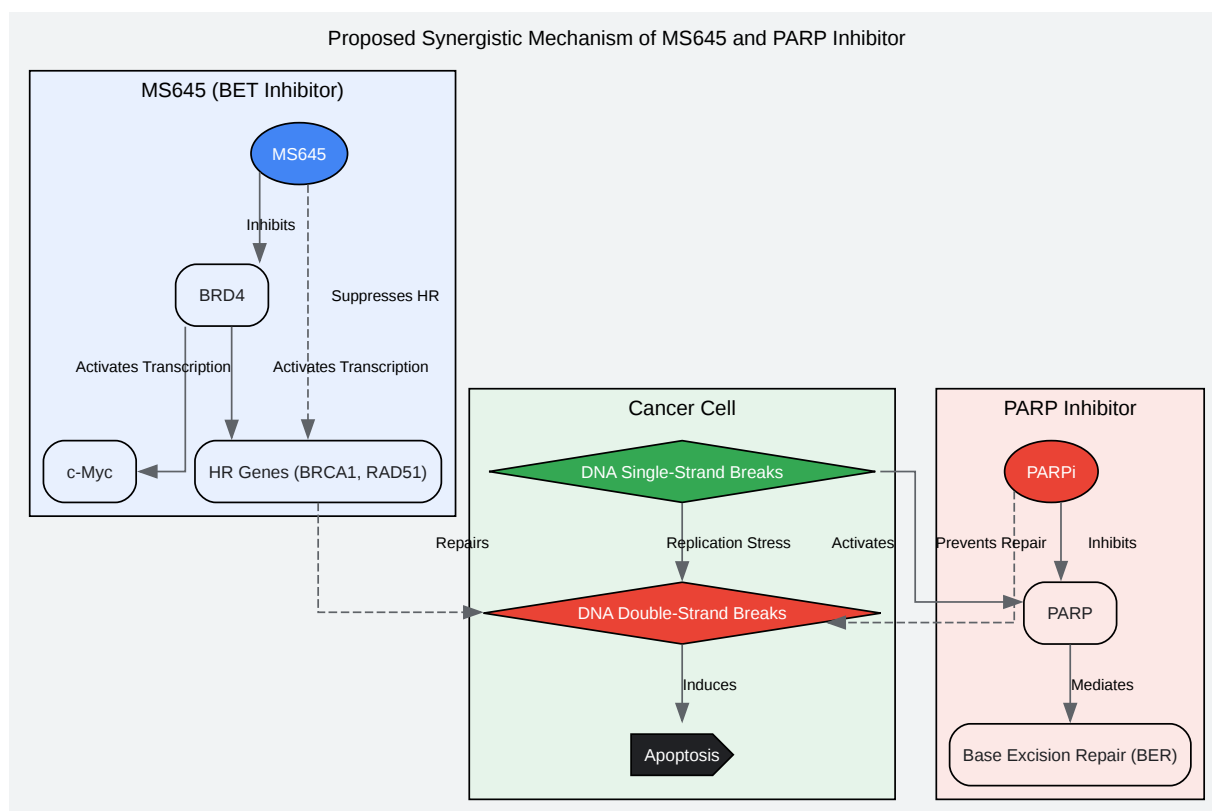 Proposed Synergistic Mechanism of MS645 and PARP Inhibitor
MS645 (BET Inhibitor)
MS645
Inhibits
BRD4
Suppresses HR
Activates Transcription
Activates Transcription
c-Myc
HR Genes (BRCA1, RAD51)
Repairs
Cancer Cell
DNA Single-Strand Breaks
Replication Stress
Activates
DNA Double-Strand Breaks
Induces
Apoptosis
PARP Inhibitor
PARPi
Prevents Repair
Inhibits
PARP
Mediates
Base Excision Repair (BER)